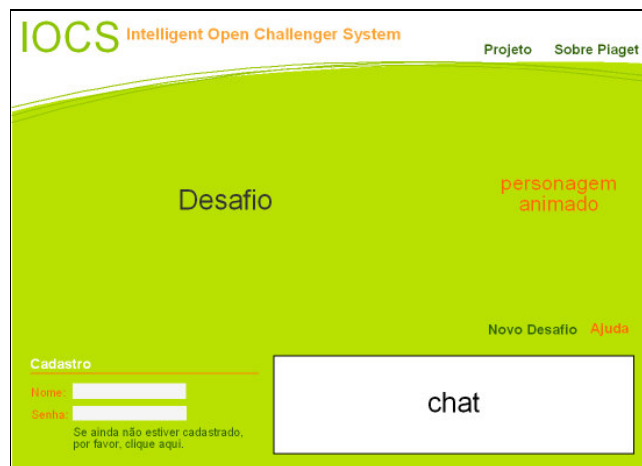 IOCS Intelligent Open Challenger System
Projeto Sobre Piaget
Desafio
personagem
animado
Novo Desafio Ajuda
Cadastro
Nome:
Senha:
Se ainda não estiver cadastrado,
por favor, clique aqui.
chat